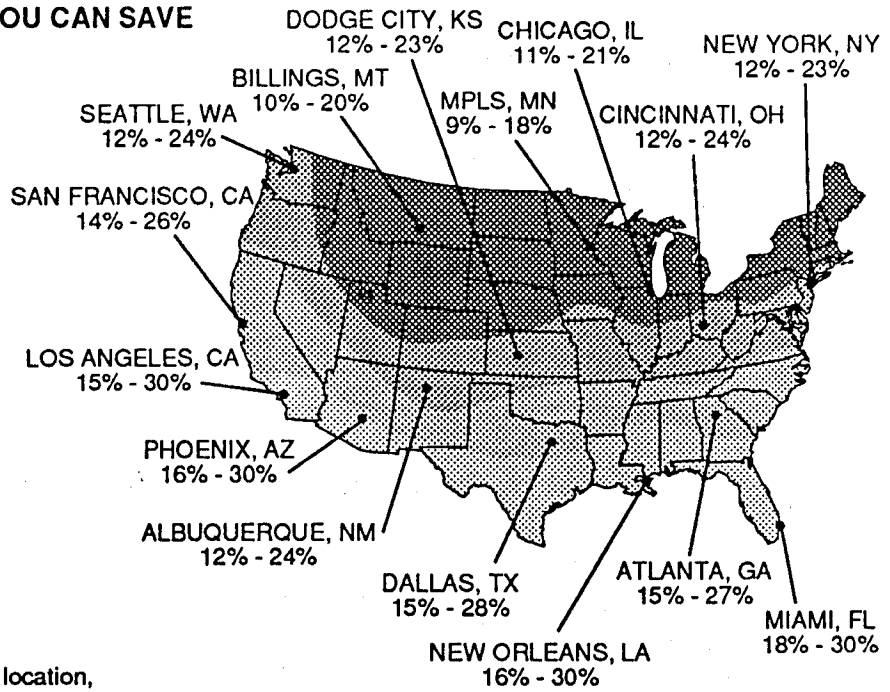 OU CAN SAVE
DODGE CITY, KS
12% - 23%
CHICAGO, IL
11% - 21%
NEW YORK, NY
12% - 23%
BILLINGS, MT
10% - 20%
MPLS, MN
9% - 18%
CINCINNATI, OH
12% - 24%
SEATTLE, WA
12% - 24%
SAN FRANCISCO, CA
14% - 26%
LOS ANGELES, CA
15% - 30%
PHOENIX, AZ
16% - 30%
ALBUQUERQUE, NM
12% - 24%
DALLAS, TX
15% - 28%
ATLANTA, GA
15% - 27%
MIAMI, FL
18% - 30%
NEW ORLEANS, LA
16% - 30%
location,